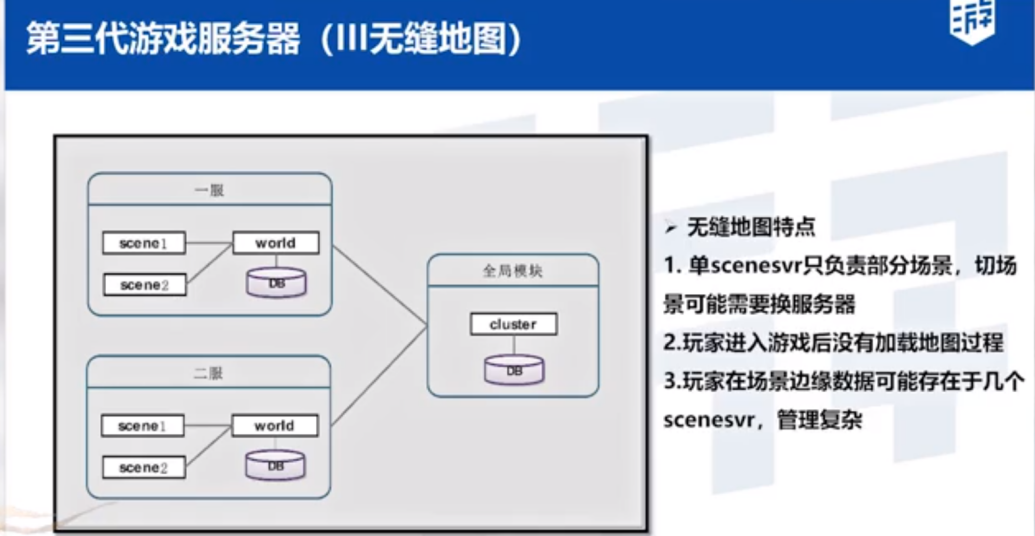 第三代游戏服务器（III无缝地图）
一服
scene1
world
scene2
DB
二服
scene1
world
scene2
DB
全局模块
cluster
DB
➢ 无缝地图特点
1. 单scenesvr只负责部分场景，切场
景可能需要换服务器
2.玩家进入游戏后没有加载地图过程
3.玩家在场景边缘数据可能存在于几个
scenesvr，管理复杂